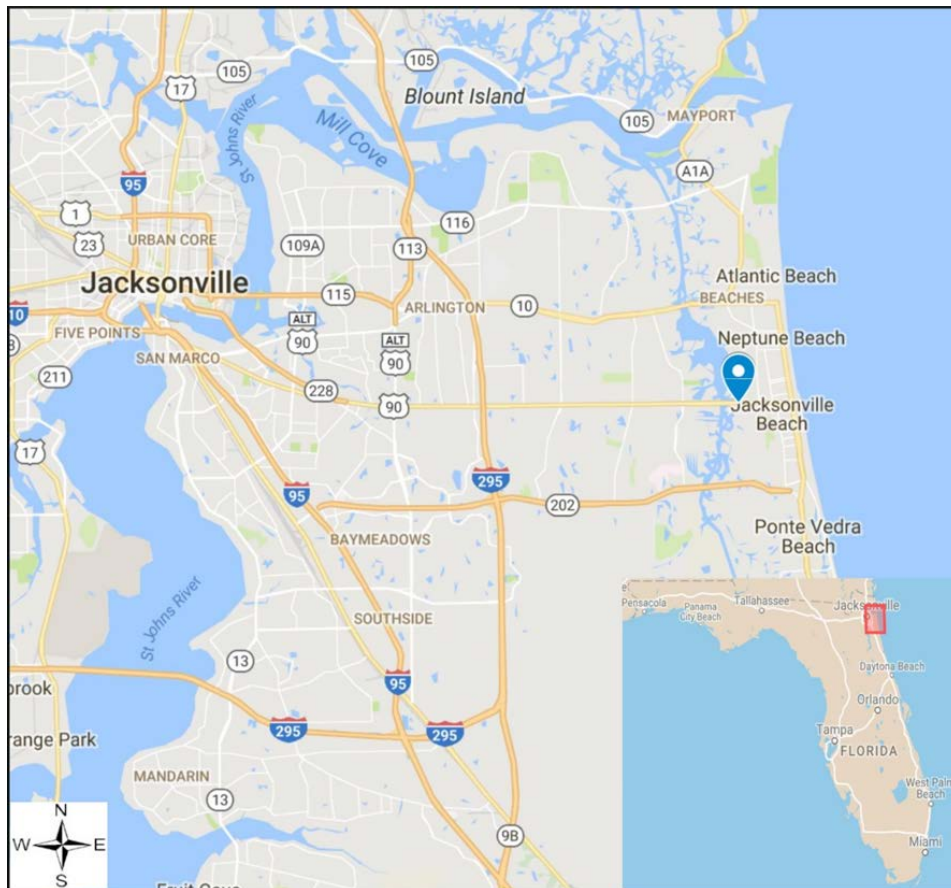 105
105
17
Blount Island
105
MAYPORT
Mill Cove
St Johns River
95
A1A
1
116
23
URBAN CORE
109A
113
Jacksonville
Atlantic Beach
115
ARLINGTON
10
BEACHES
10
ALT
90
FIVE POINTS
ALT
90
Neptune Beach
SAN MARCO
211
228
90
Jacksonville
Beach
17
295
95
202
Ponte Vedra
Beach
BAYMEADOWS
St Johns River
SOUTHSIDE
13
95
295
295
MANDARIN
13
9B
N
W E
S
Pensacola
Panama
City Beach
Tallahassee
Jacksonville
Daytona Beach
Orlando
Tampa
FLORIDA
Miami